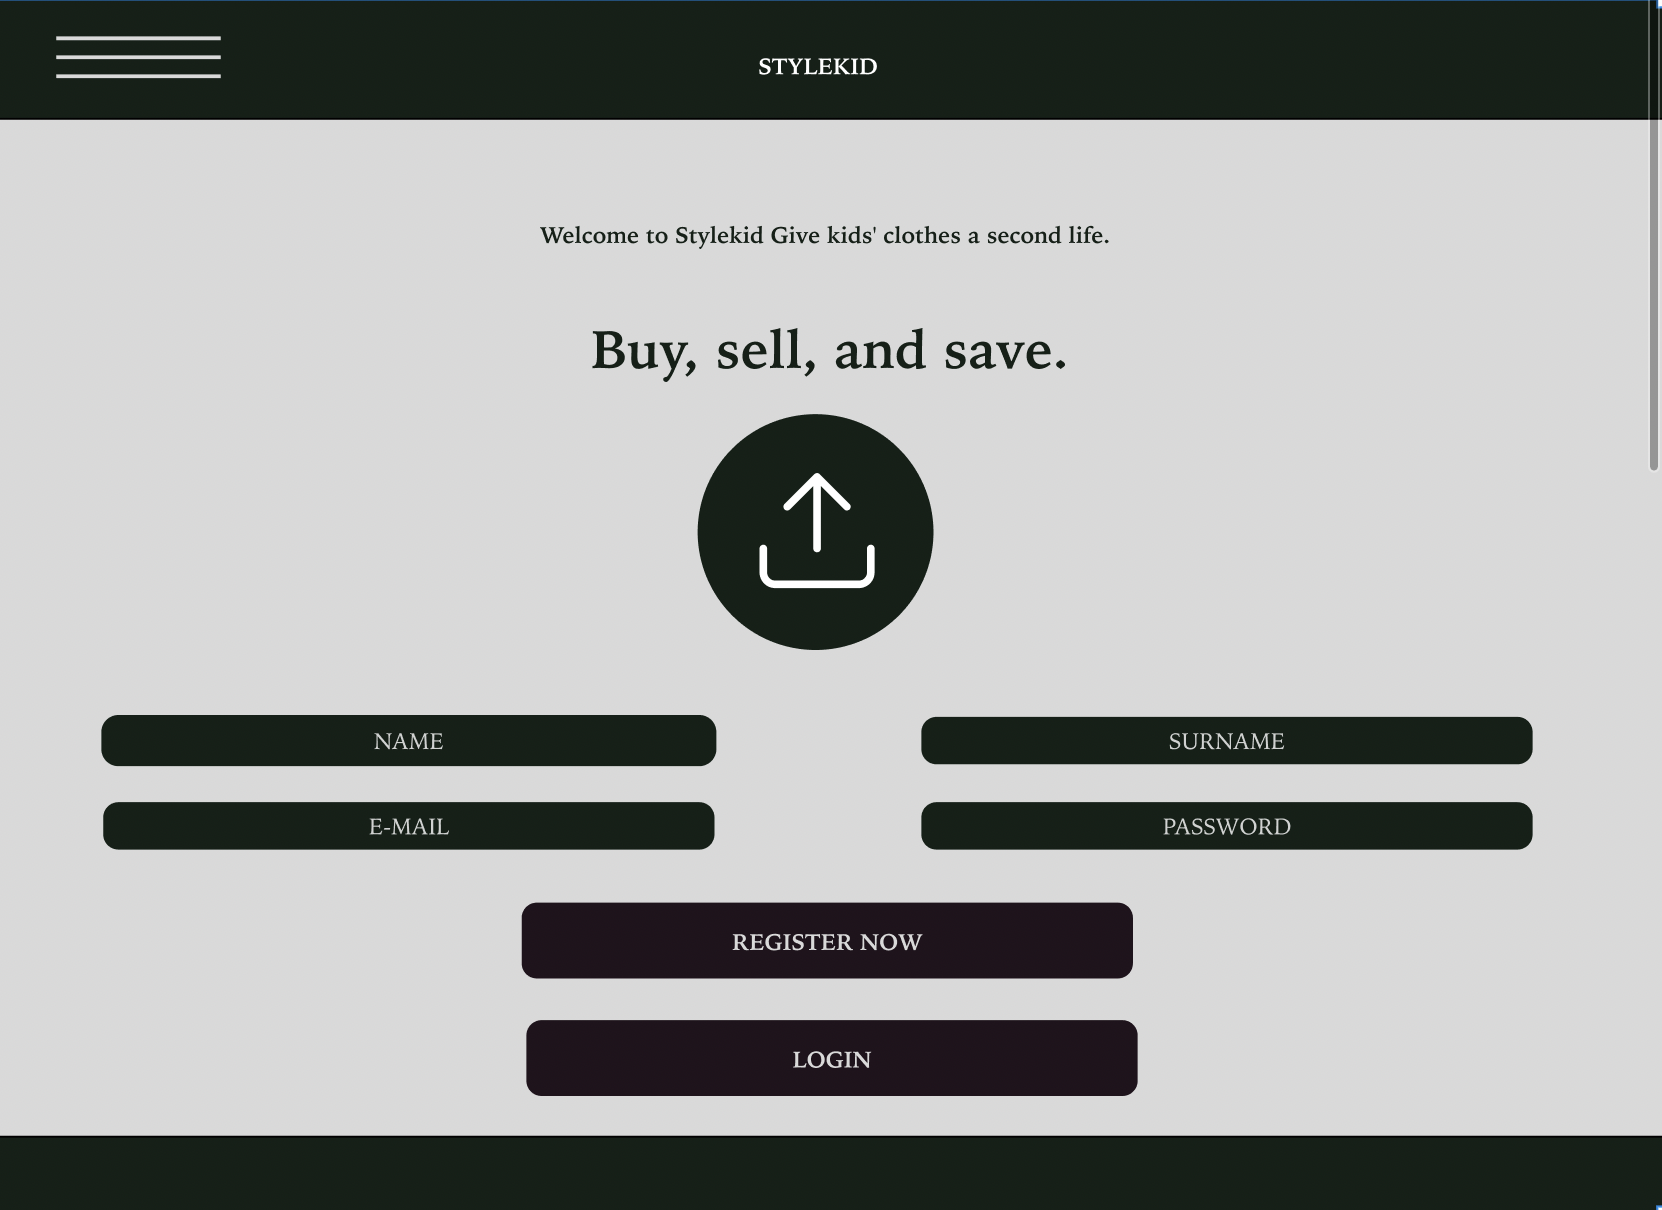 STYLEKID
Welcome to Stylekid Give kids' clothes a second life.
Buy, sell, and save.
NAME
SURNAME
E-MAIL
PASSWORD
REGISTER NOW
LOGIN